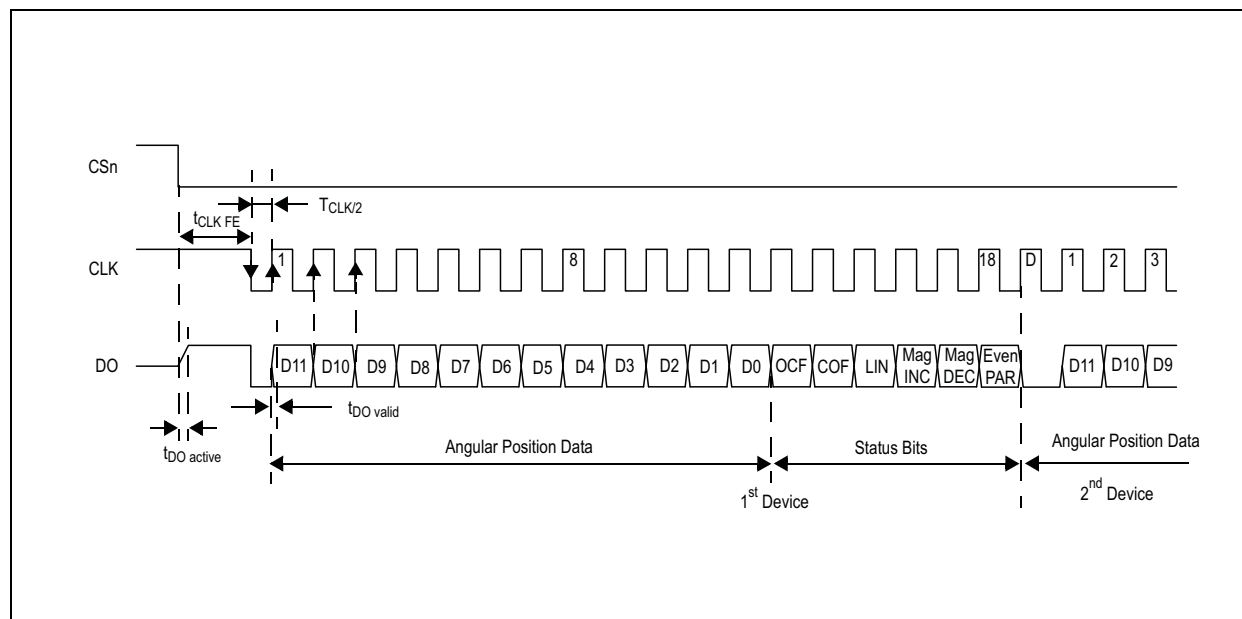 CSn
TCLK/2
tCLK FE
CLK
1
8
18
D
1
2
3
DO
D11
D10
D9
D8
D7
D6
D5
D4
D3
D2
D1
D0
OCF
COF
LIN
Mag
INC
Mag
DEC
Even
PAR
D11
D10
D9
tDO valid
tDO active
Angular Position Data
Status Bits
Angular Position Data
1st Device
2nd Device